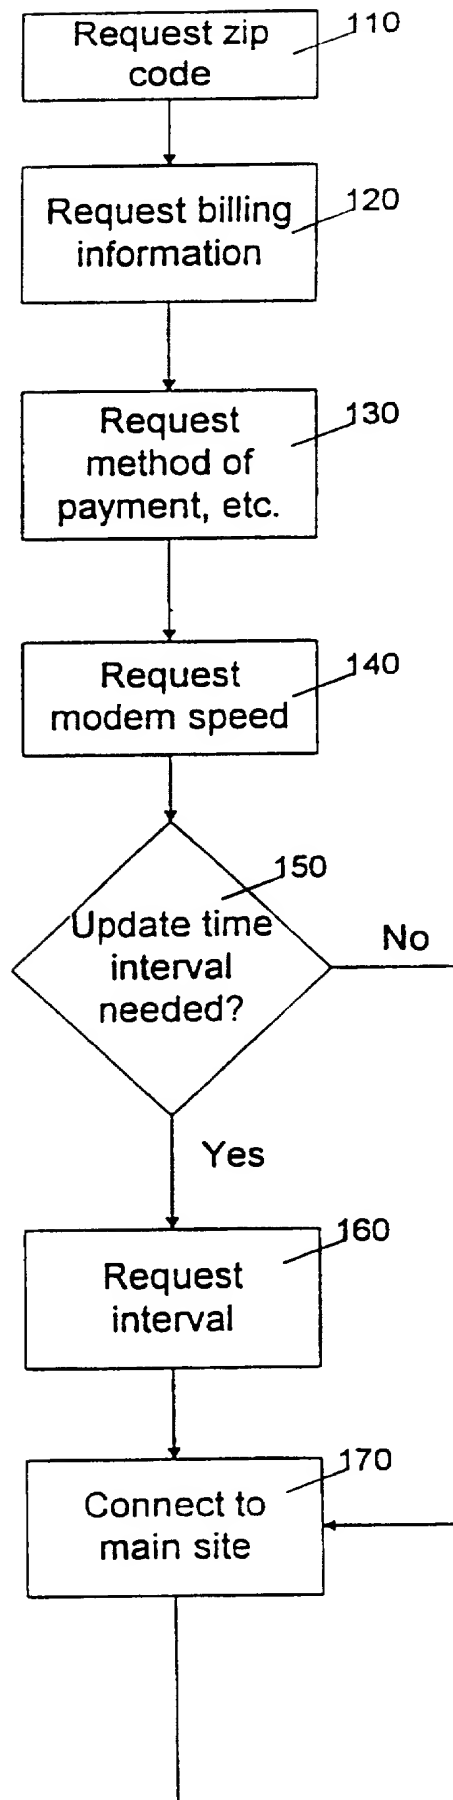 110
Request zip
code
120
Request billing
information
130
Request
method of
payment, etc.
140
Request
modem speed
150
Update time
interval
needed?
No
Yes
160
Request
interval
170
Connect to
main site